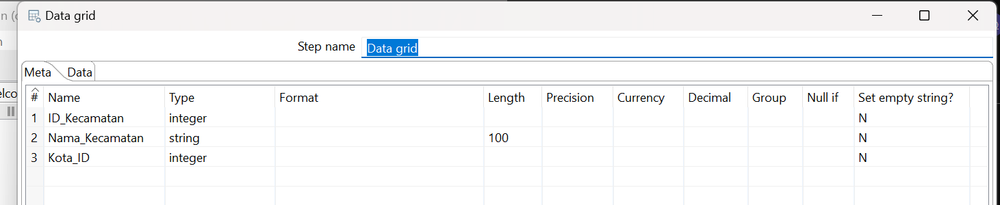 Data grid
Step name Data grid
Meta Data
# Name Type Format Length Precision Currency Decimal Group Null if Set empty string?
1 ID_Kecamatan integer N
2 Nama_Kecamatan string 100 N
3 Kota_ID integer N